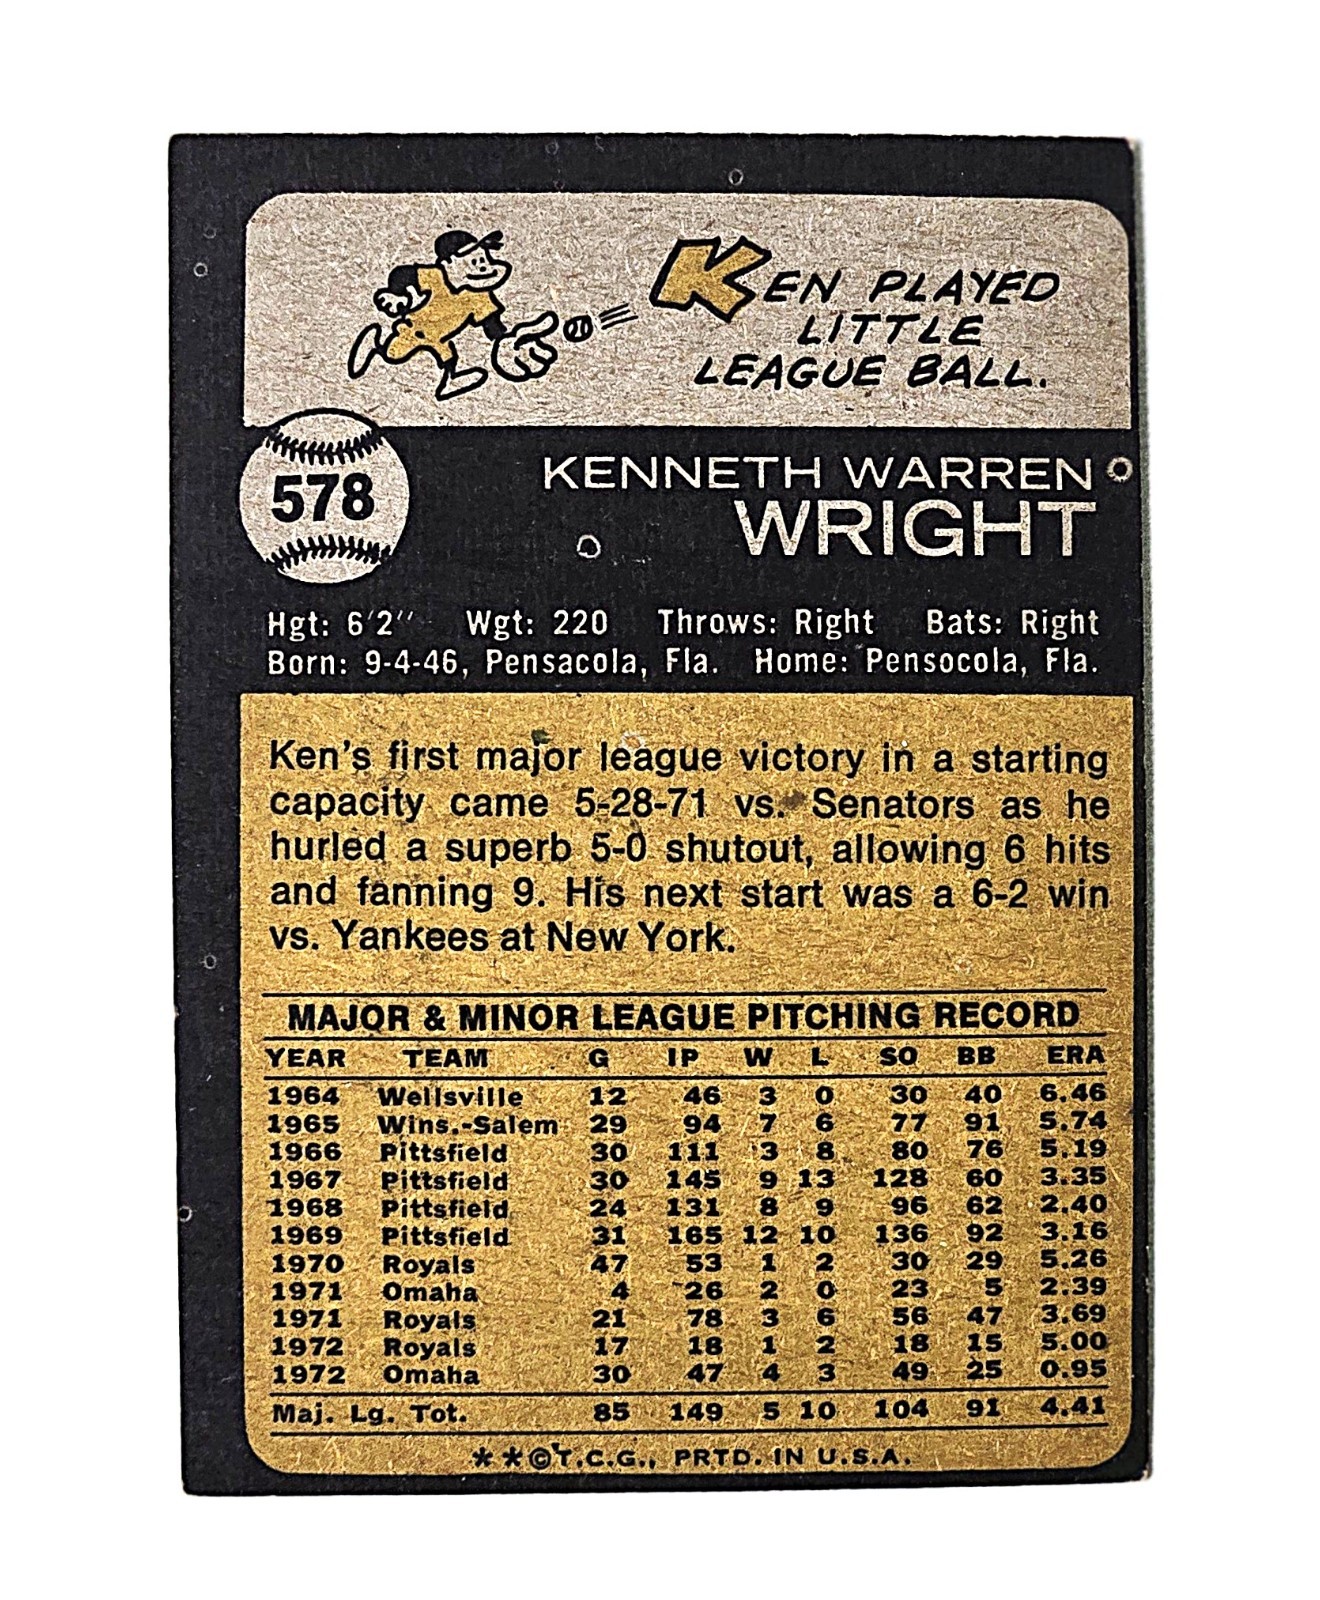 KEN PLAYED
LITTLE
LEAGUE BALL.
578
KENNETH WARREN
WRIGHT
Hgt: 6'2" Wgt: 220 Throws: Right Bats: Right
Born: 9-4-46, Pensacola, Fla. Home: Pensocola, Fla.
Ken's first major league victory in a starting
capacity came 5-28-71 vs. Senators as he
hurled a superb 5-0 shutout, allowing 6 hits
and fanning 9. His next start was a 6-2 win
vs. Yankees at New York.
MAJOR & MINOR LEAGUE PITCHING RECORD
YEAR TEAM G IP W L SO BB ERA
1964 Wellsville 12 46 3 0 30 40 6.46
1965 Wins.-Salem 29 94 7 6 77 91 5.74
1966 Pittsfield 30 111 3 8 80 76 5.19
1967 Pittsfield 30 145 9 13 128 60 3.35
1968 Pittsfield 24 131 8 9 96 62 2.40
1969 Pittsfield 31 165 12 10 136 92 3.16
1970 Royals 47 53 1 2 30 29 5.26
1971 Omaha 4 26 2 0 23 5 2.39
1971 Royals 21 78 3 6 56 47 3.69
1972 Royals 17 18 1 2 18 15 5.00
1972 Omaha 30 47 4 3 49 25 0.95
Maj. Lg. Tot. 85 149 5 10 104 91 4.41
**©T.C.G., PRTD. IN U.S.A.